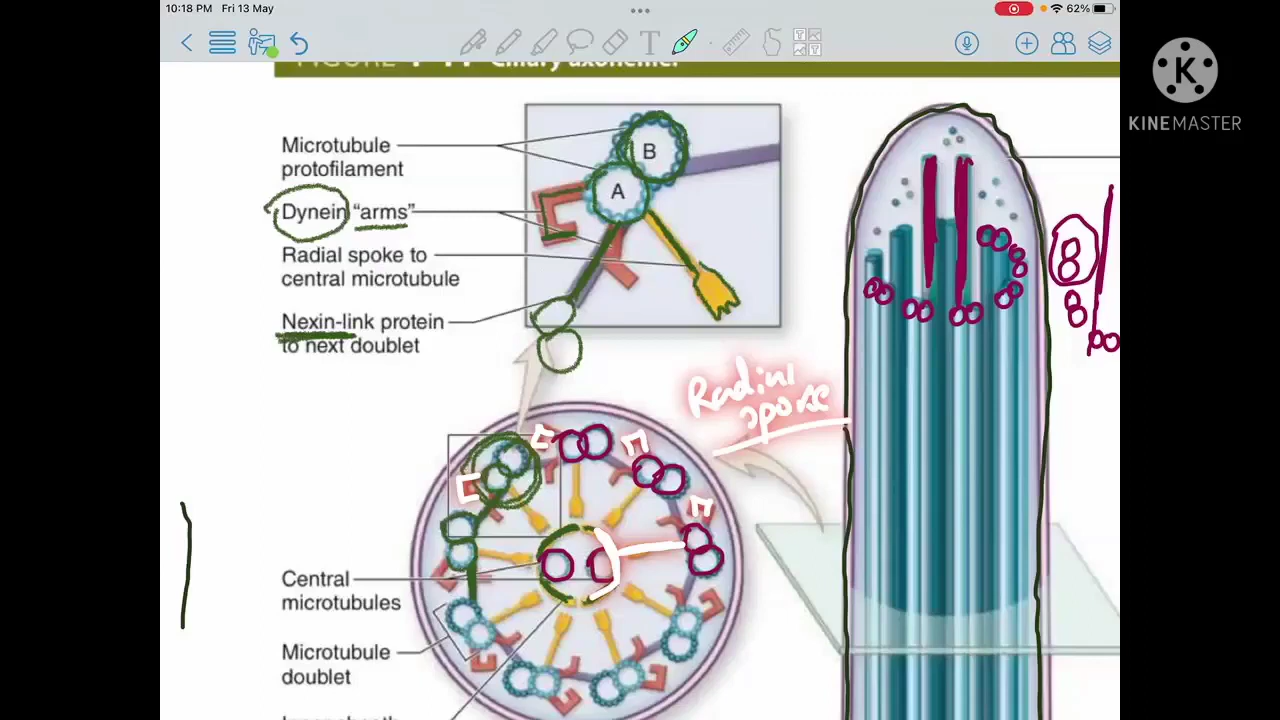 10:18 PM Fri 13 May
62%
T
K
KINEMASTER
Microtubule
protofilament
Dynein "arms"
Radial spoke to
central microtubule
Nexin-link protein
to next doublet
B
A
Radial
spoke
Central
microtubules
Microtubule
doublet